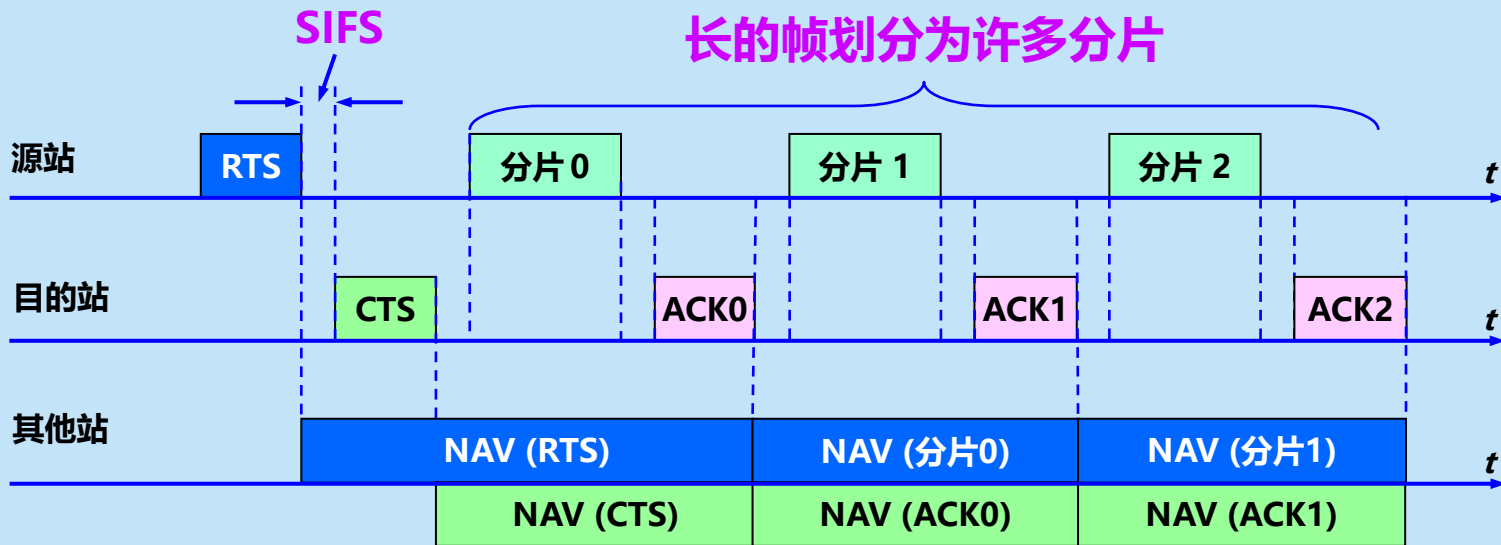 SIFS
长的帧划分为许多分片
源站
RTS
分片 0
分片 1
分片 2
t
目的站
CTS
ACK0
ACK1
ACK2
t
其他站
NAV (RTS)
NAV (分片0)
NAV (分片1)
t
NAV (CTS)
NAV (ACK0)
NAV (ACK1)